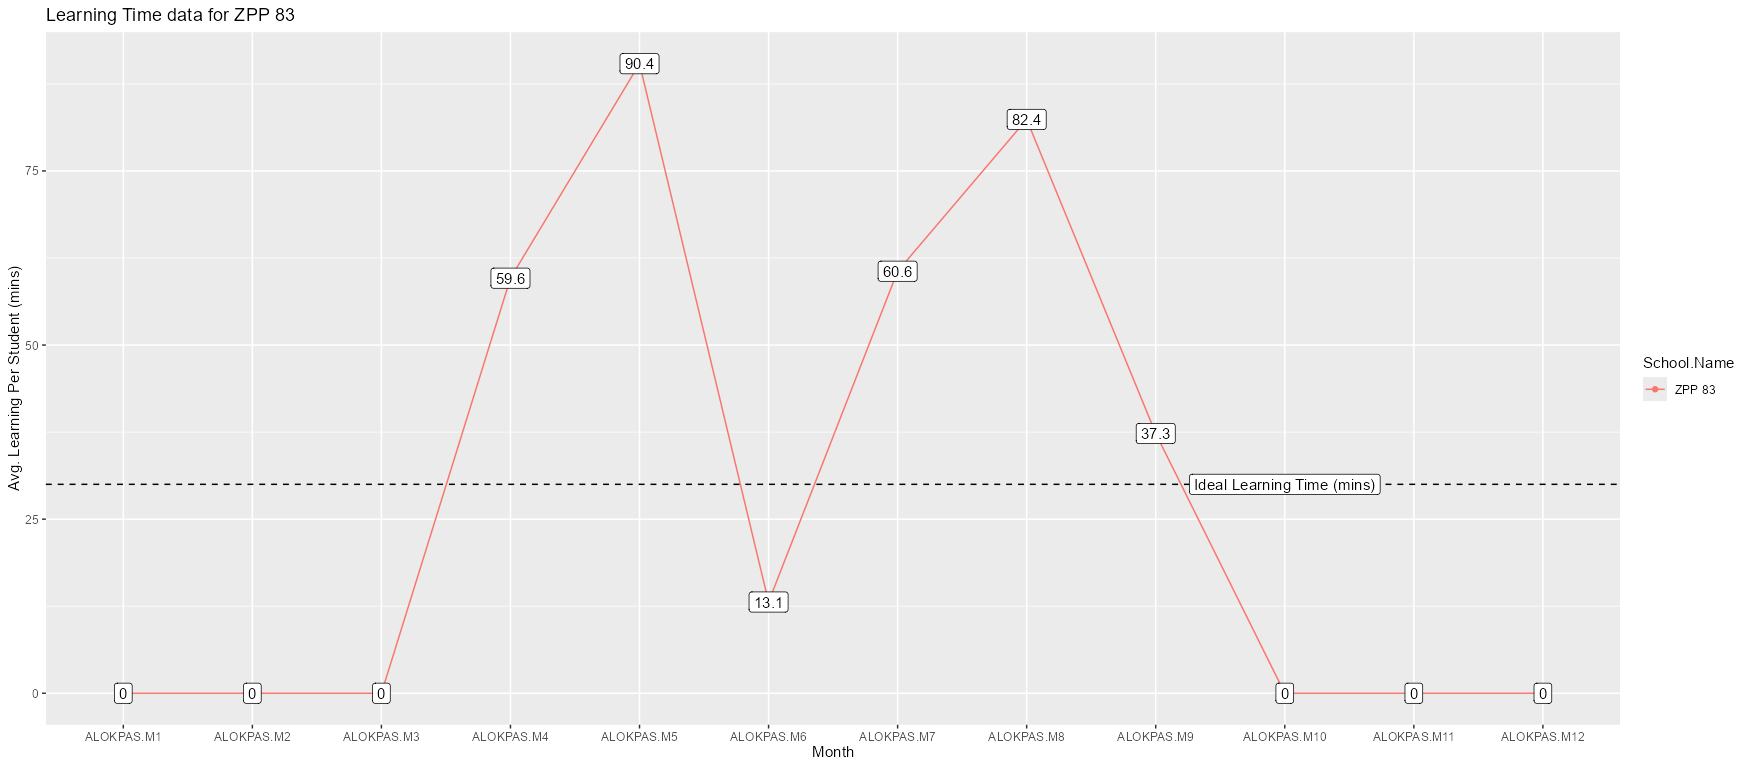 Learning Time data for ZPP 83
Avg. Learning Per Student (mins)
75
50
25
0
0
0
0
59.6
90.4
13.1
60.6
82.4
37.3
Ideal Learning Time (mins)
0
0
0
ALOKPAS.M1 ALOKPAS.M2 ALOKPAS.M3 ALOKPAS.M4 ALOKPAS.M5 ALOKPAS.M6 ALOKPAS.M7 ALOKPAS.M8 ALOKPAS.M9 ALOKPAS.M10 ALOKPAS.M11 ALOKPAS.M12
Month
School.Name
ZPP 83